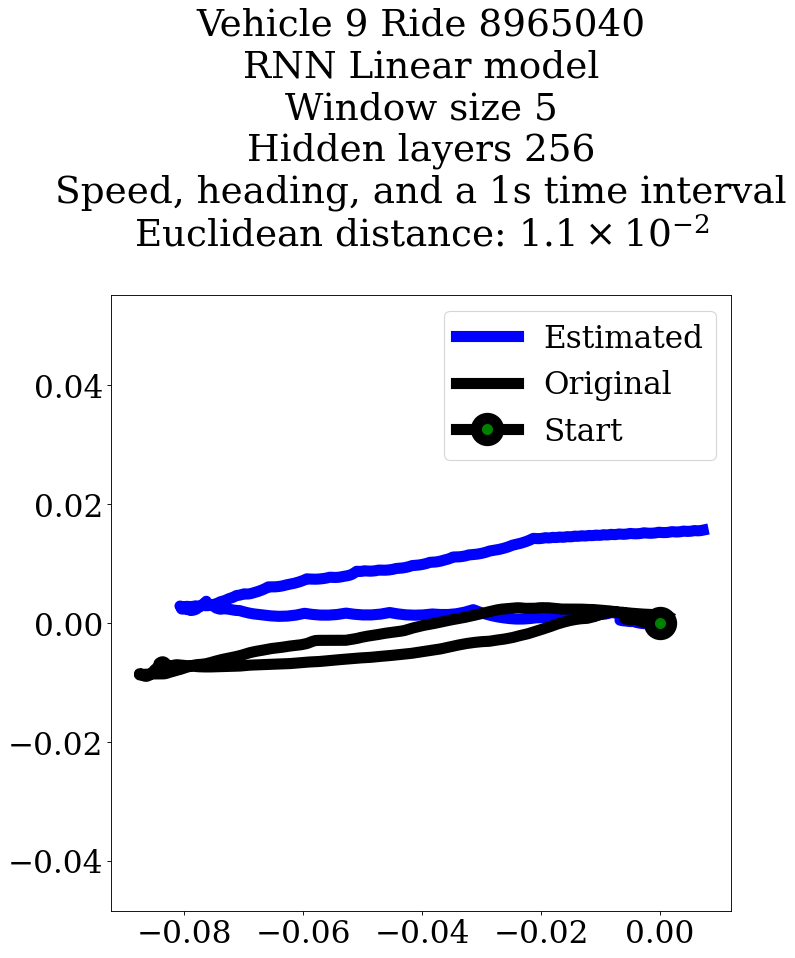 Vehicle 9 Ride 8965040
RNN Linear model
Window size 5
Hidden layers 256
Speed, heading, and a 1s time interval
Euclidean distance: 1.1 × 10⁻²
Estimated
Original
Start
0.04
0.02
0.00
−0.02
−0.04
−0.08
−0.06
−0.04
−0.02
0.00